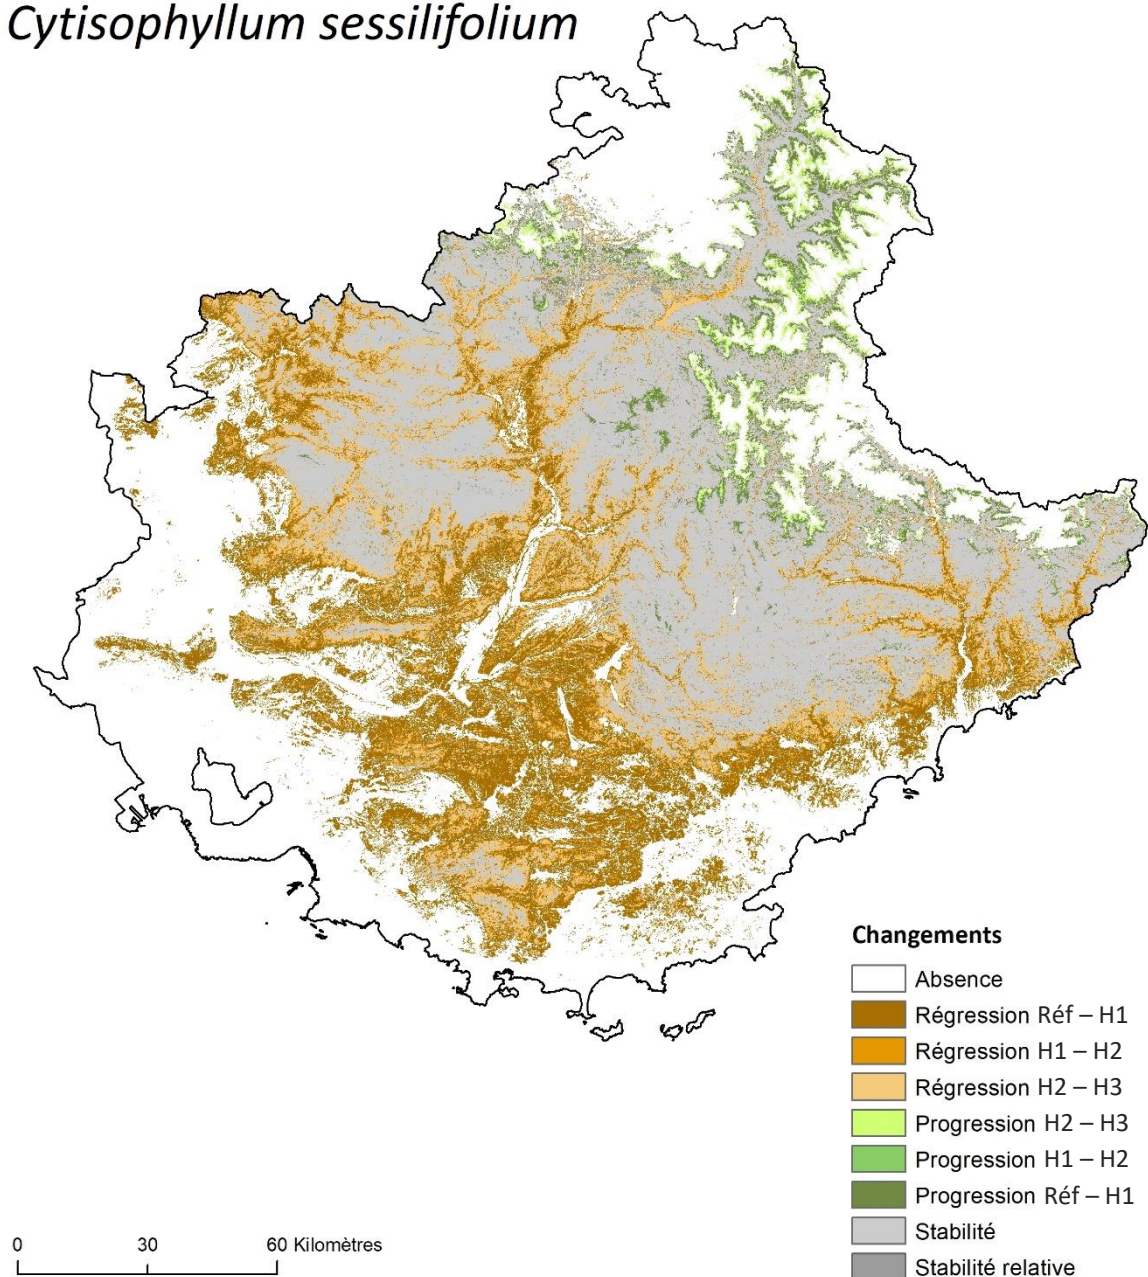 Cytisophyllum sessilifolium
Changements
Absence
Régression Réf – H1
Régression H1 – H2
Régression H2 – H3
Progression H2 – H3
Progression H1 – H2
Progression Réf – H1
Stabilité
Stabilité relative
0 30 60 Kilomètres